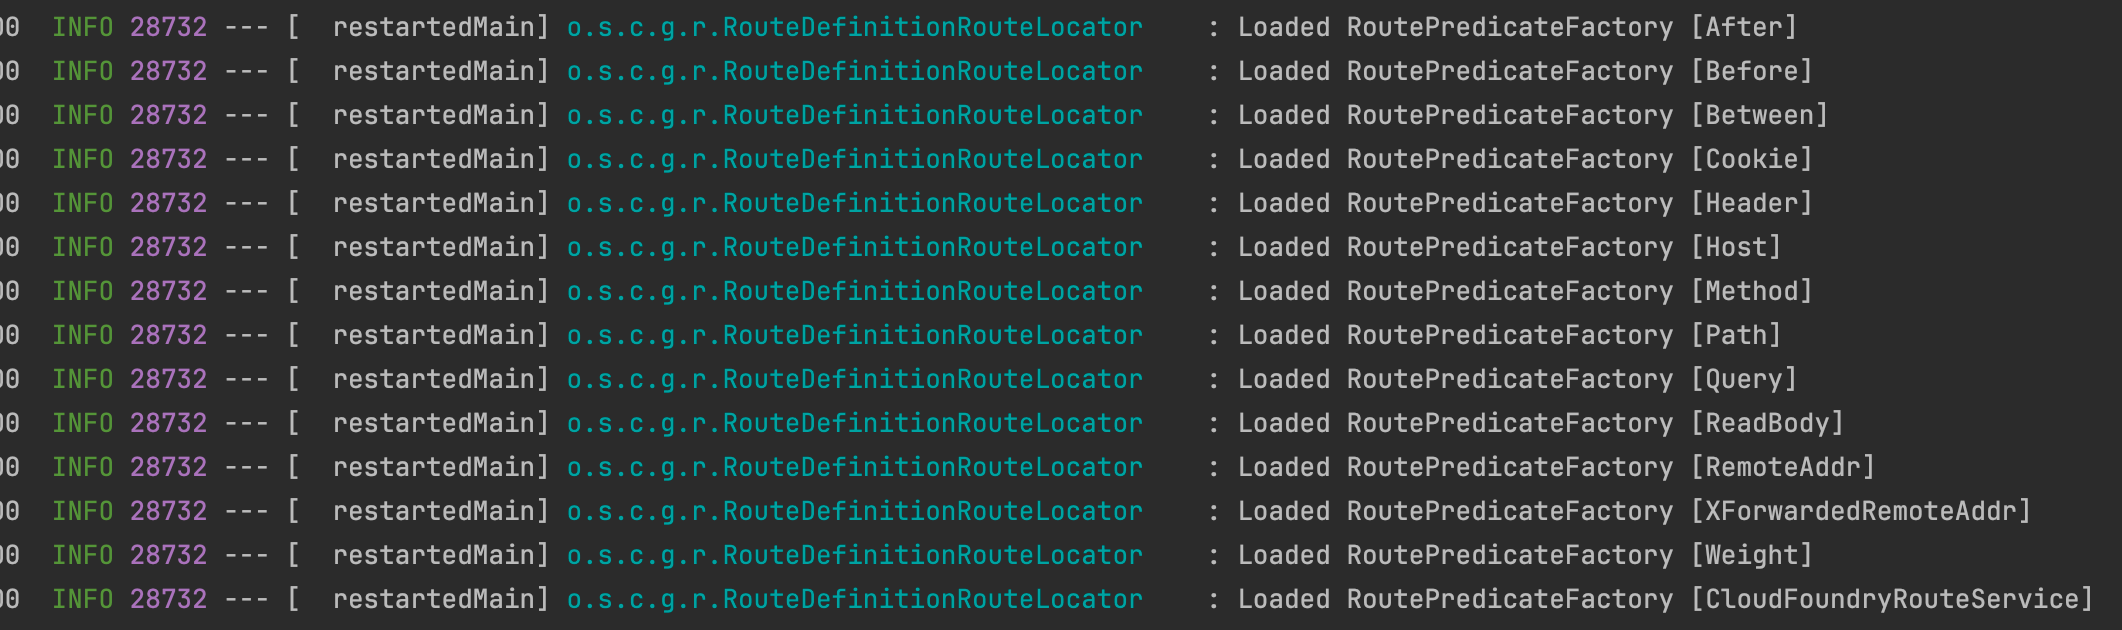 00  INFO 28732 --- [  restartedMain] o.s.c.g.r.RouteDefinitionRouteLocator    : Loaded RoutePredicateFactory [After]
00  INFO 28732 --- [  restartedMain] o.s.c.g.r.RouteDefinitionRouteLocator    : Loaded RoutePredicateFactory [Before]
00  INFO 28732 --- [  restartedMain] o.s.c.g.r.RouteDefinitionRouteLocator    : Loaded RoutePredicateFactory [Between]
00  INFO 28732 --- [  restartedMain] o.s.c.g.r.RouteDefinitionRouteLocator    : Loaded RoutePredicateFactory [Cookie]
00  INFO 28732 --- [  restartedMain] o.s.c.g.r.RouteDefinitionRouteLocator    : Loaded RoutePredicateFactory [Header]
00  INFO 28732 --- [  restartedMain] o.s.c.g.r.RouteDefinitionRouteLocator    : Loaded RoutePredicateFactory [Host]
00  INFO 28732 --- [  restartedMain] o.s.c.g.r.RouteDefinitionRouteLocator    : Loaded RoutePredicateFactory [Method]
00  INFO 28732 --- [  restartedMain] o.s.c.g.r.RouteDefinitionRouteLocator    : Loaded RoutePredicateFactory [Path]
00  INFO 28732 --- [  restartedMain] o.s.c.g.r.RouteDefinitionRouteLocator    : Loaded RoutePredicateFactory [Query]
00  INFO 28732 --- [  restartedMain] o.s.c.g.r.RouteDefinitionRouteLocator    : Loaded RoutePredicateFactory [ReadBody]
00  INFO 28732 --- [  restartedMain] o.s.c.g.r.RouteDefinitionRouteLocator    : Loaded RoutePredicateFactory [RemoteAddr]
00  INFO 28732 --- [  restartedMain] o.s.c.g.r.RouteDefinitionRouteLocator    : Loaded RoutePredicateFactory [XForwardedRemoteAddr]
00  INFO 28732 --- [  restartedMain] o.s.c.g.r.RouteDefinitionRouteLocator    : Loaded RoutePredicateFactory [Weight]
00  INFO 28732 --- [  restartedMain] o.s.c.g.r.RouteDefinitionRouteLocator    : Loaded RoutePredicateFactory [CloudFoundryRouteService]